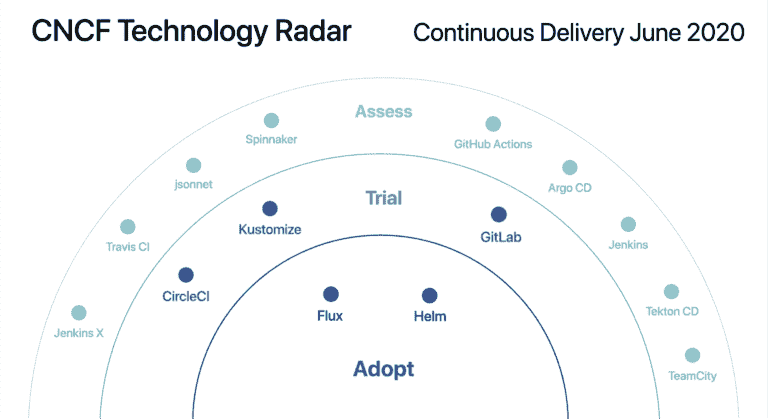 CNCF Technology Radar
Continuous Delivery June 2020
Assess
Spinnaker
GitHub Actions
jsonnet
Argo CD
Trial
Kustomize
GitLab
Travis CI
Jenkins
CircleCI
Flux
Helm
Tekton CD
Jenkins X
Adopt
TeamCity